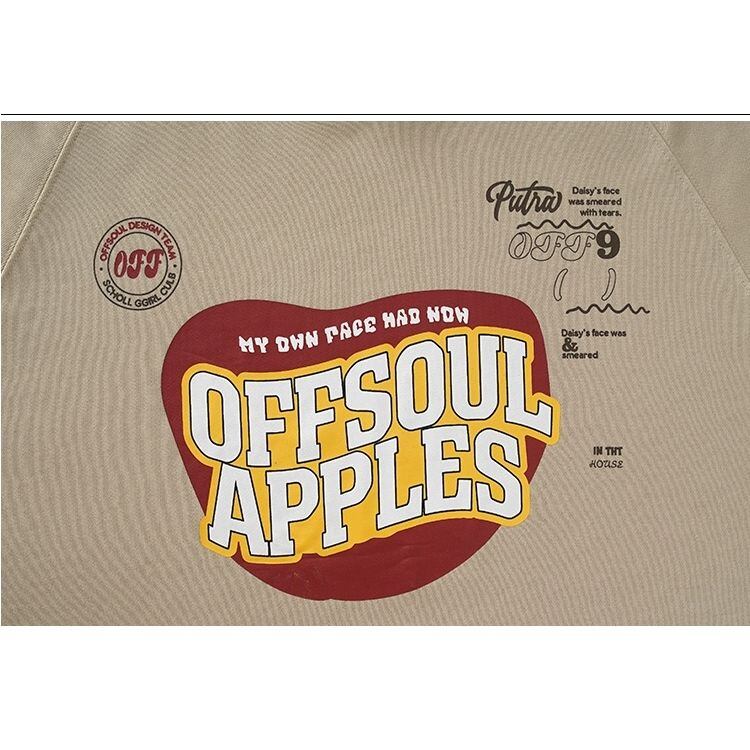 OFFSOUL DESIGN TEAM
OFF
SCHOLL GGIRL CULB
Putra
Daisy's face
was smeared
with tears.
OFF9
( )
Daisy's face was
&
smeared
MY OWN FACE HAD NOW
OFFSOUL
APPLES
IN THT
HOUSE